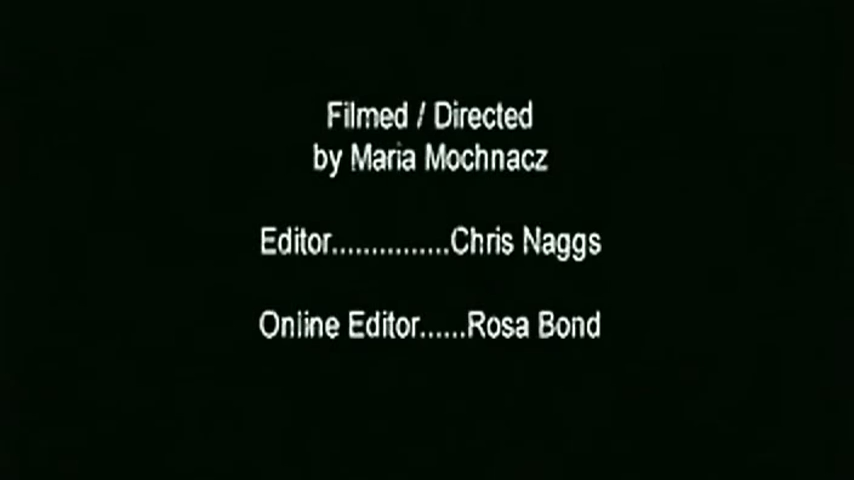 Filmed / Directed
by Maria Mochnacz
Editor...............Chris Naggs
Online Editor......Rosa Bond